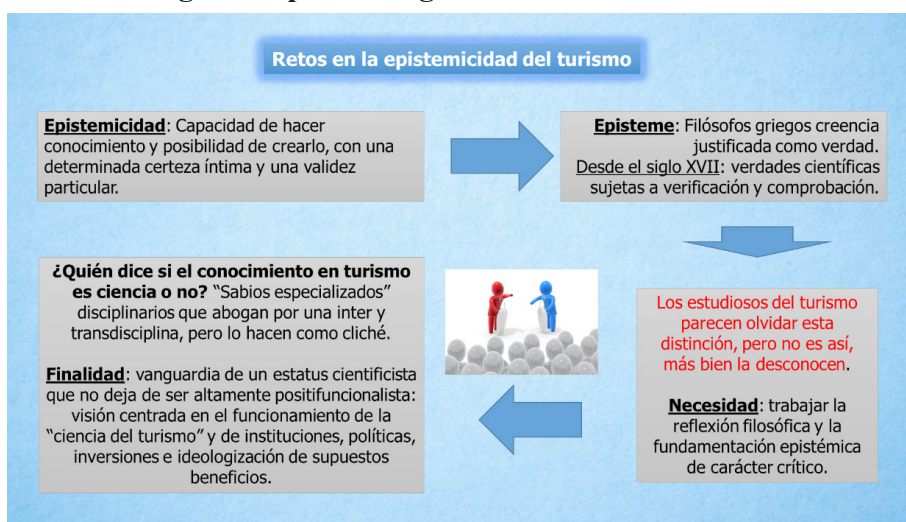 Retos en la epistemicidad del turismo
Epistemicidad: Capacidad de hacer
conocimiento y posibilidad de crearlo, con una
determinada certeza íntima y una validez
particular.
Episteme: Filósofos griegos creencia
justificada como verdad.
Desde el siglo XVII: verdades científicas
sujetas a verificación y comprobación.
Los estudiosos del turismo
parecen olvidar esta
distinción, pero no es así,
más bien la desconocen.
Necesidad: trabajar la
reflexión filosófica y la
fundamentación epistémica
de carácter crítico.
¿Quién dice si el conocimiento en turismo
es ciencia o no? “Sabios especializados”
disciplinarios que abogan por una inter y
transdisciplina, pero lo hacen como cliché.
Finalidad: vanguardia de un estatus cientificista
que no deja de ser altamente positifuncionalista:
visión centrada en el funcionamiento de la
“ciencia del turismo” y de instituciones, políticas,
inversiones e ideologización de supuestos
beneficios.